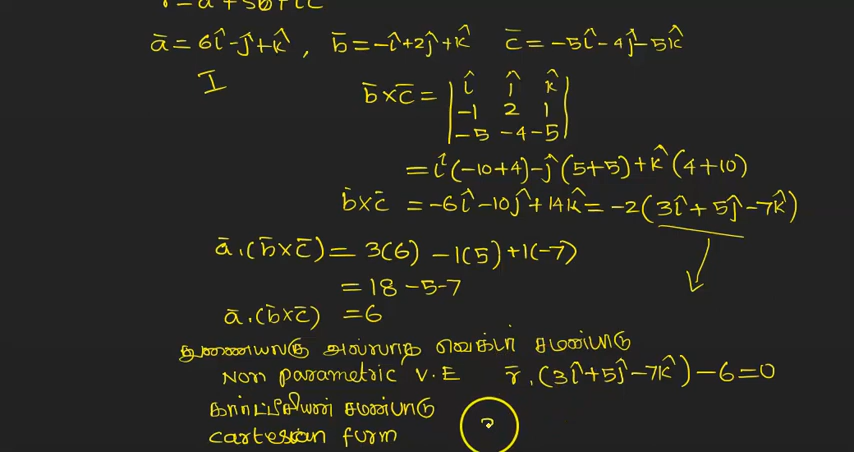 r̄ = ā + sb̄ + tc̄
ā = 6î - ĵ + k̂, b̄ = -î + 2ĵ + k̂ c̄ = -5î - 4ĵ - 5k̂
b̄ × c̄ = | î ĵ k̂ |
| -1 2 1 |
| -5 -4 -5 |
= î(-10+4) - ĵ(5+5) + k̂(4+10)
b̄ × c̄ = -6î - 10ĵ + 14k̂ = -2(3î + 5ĵ - 7k̂)
ā.(b̄ × c̄) = 3(6) - 1(5) + 1(-7)
= 18 - 5 - 7
ā.(b̄ × c̄) = 6
துணையலகு அல்லாத வெக்டர் சமன்பாடு
Non parametric V.E r̄.(3î + 5ĵ - 7k̂) - 6 = 0
கார்ட்டீசியன் சமன்பாடு
cartesian form